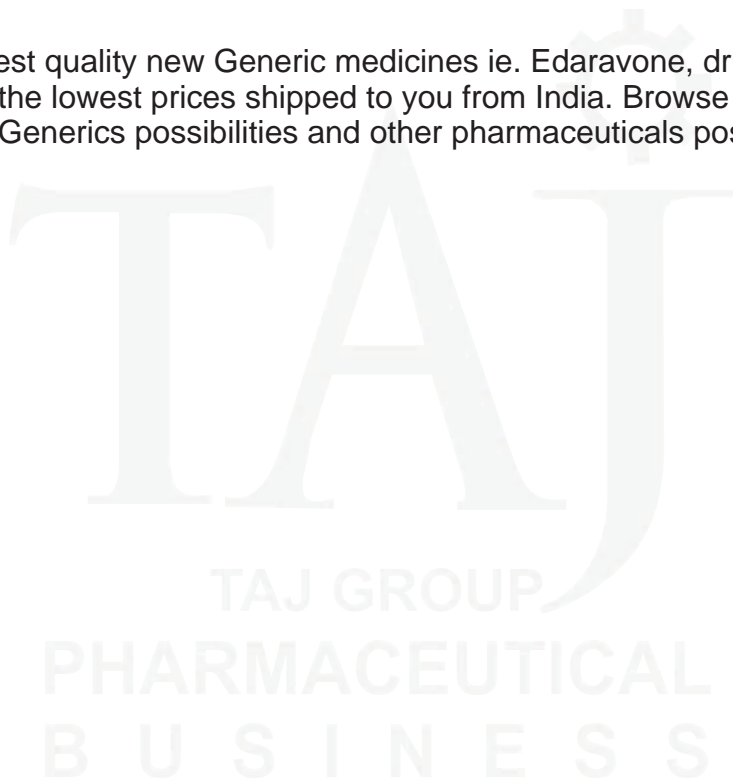 est quality new Generic medicines ie. Edaravone, dr
the lowest prices shipped to you from India. Browse
Generics possibilities and other pharmaceuticals pos
TAJ
TAJ GROUP
PHARMACEUTICAL
BUSINESS